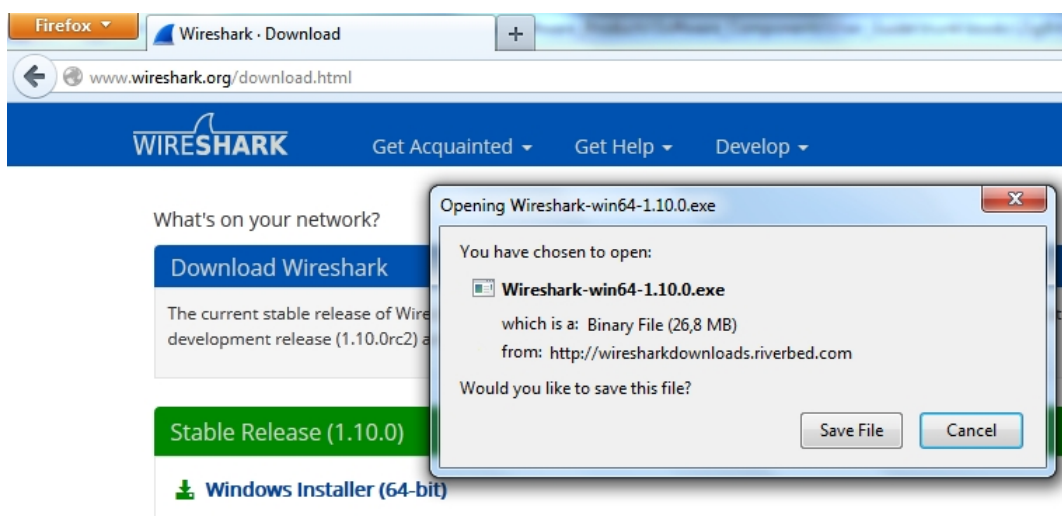 Firefox
Wireshark · Download
www.wireshark.org/download.html
WIRESHARK
Get Acquainted
Get Help
Develop
What's on your network?
Download Wireshark
The current stable release of Wire
development release (1.10.0rc2) a
Stable Release (1.10.0)
Windows Installer (64-bit)
Opening Wireshark-win64-1.10.0.exe
You have chosen to open:
Wireshark-win64-1.10.0.exe
which is a: Binary File (26,8 MB)
from: http://wiresharkdownloads.riverbed.com
Would you like to save this file?
Save File
Cancel